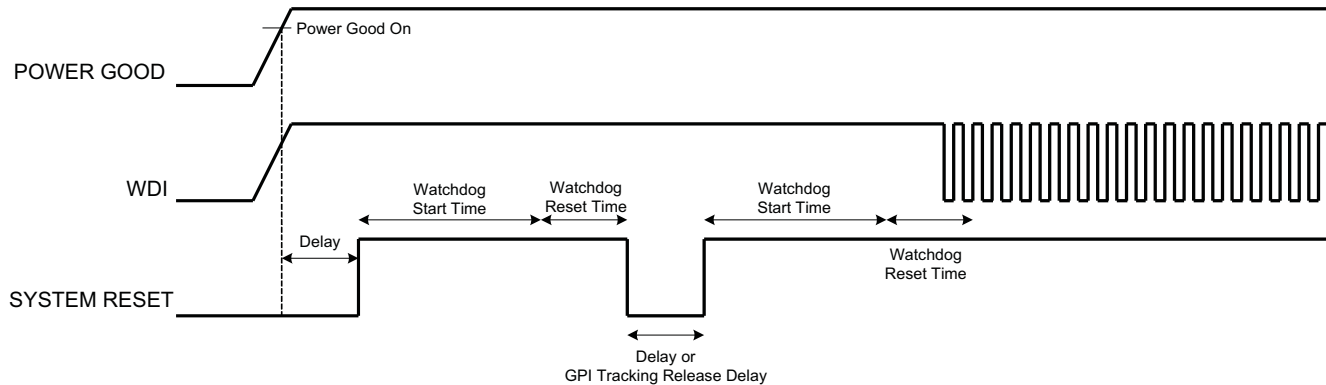 Power Good On
POWER GOOD
WDI
Watchdog
Start Time
Watchdog
Reset Time
Watchdog
Start Time
Delay
Watchdog
Reset Time
SYSTEM RESET
Delay or
GPI Tracking Release Delay